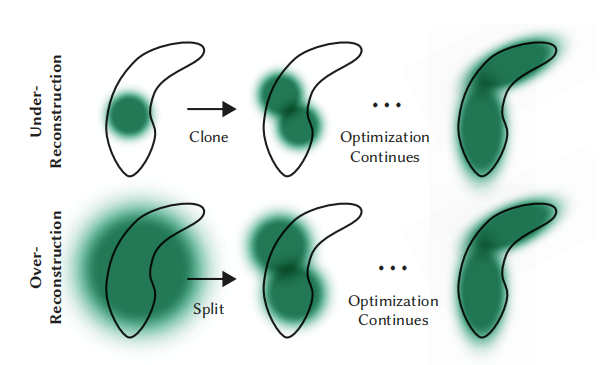 Under-
Reconstruction
Clone
• • •
Optimization
Continues
Over-
Reconstruction
Split
• • •
Optimization
Continues